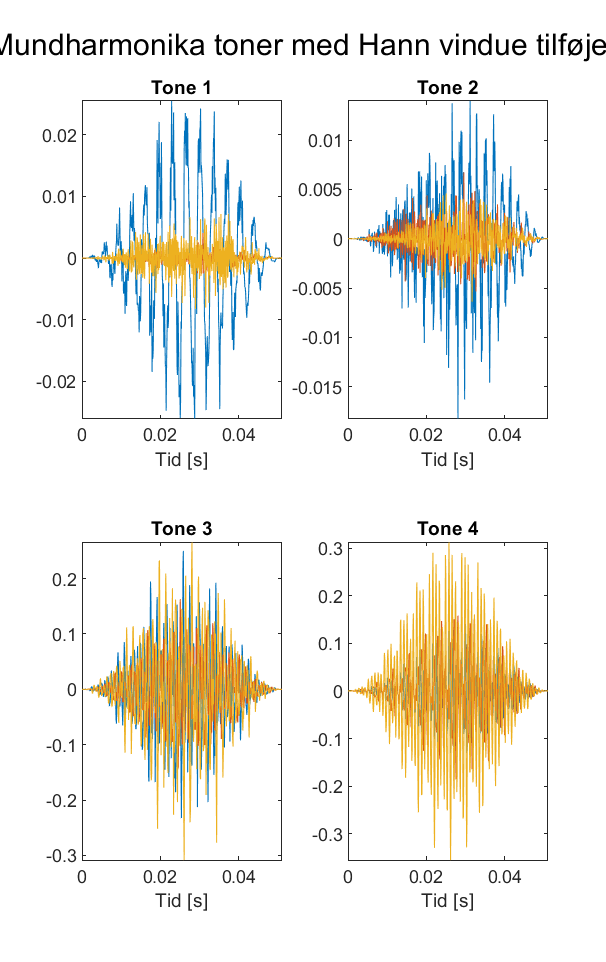 Mundharmonika toner med Hann vindue tilføje
Tone 1
Tone 2
0.02
0.01
0
-0.01
-0.02
0.01
0.005
0
-0.005
-0.01
-0.015
0 0.02 0.04
0 0.02 0.04
Tid [s]
Tid [s]
Tone 3
Tone 4
0.2
0.1
0
-0.1
-0.2
-0.3
0.3
0.2
0.1
0
-0.1
-0.2
-0.3
0 0.02 0.04
0 0.02 0.04
Tid [s]
Tid [s]